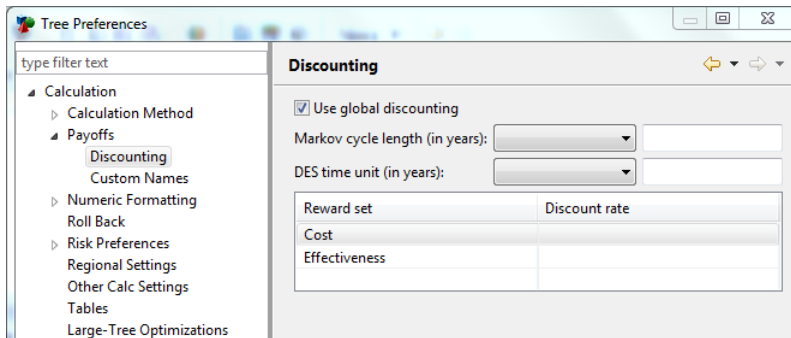 Tree Preferences
type filter text
Calculation
Calculation Method
Payoffs
Discounting
Custom Names
Numeric Formatting
Roll Back
Risk Preferences
Regional Settings
Other Calc Settings
Tables
Large-Tree Optimizations
Discounting
Use global discounting
Markov cycle length (in years):
DES time unit (in years):
Reward set Discount rate
Cost
Effectiveness